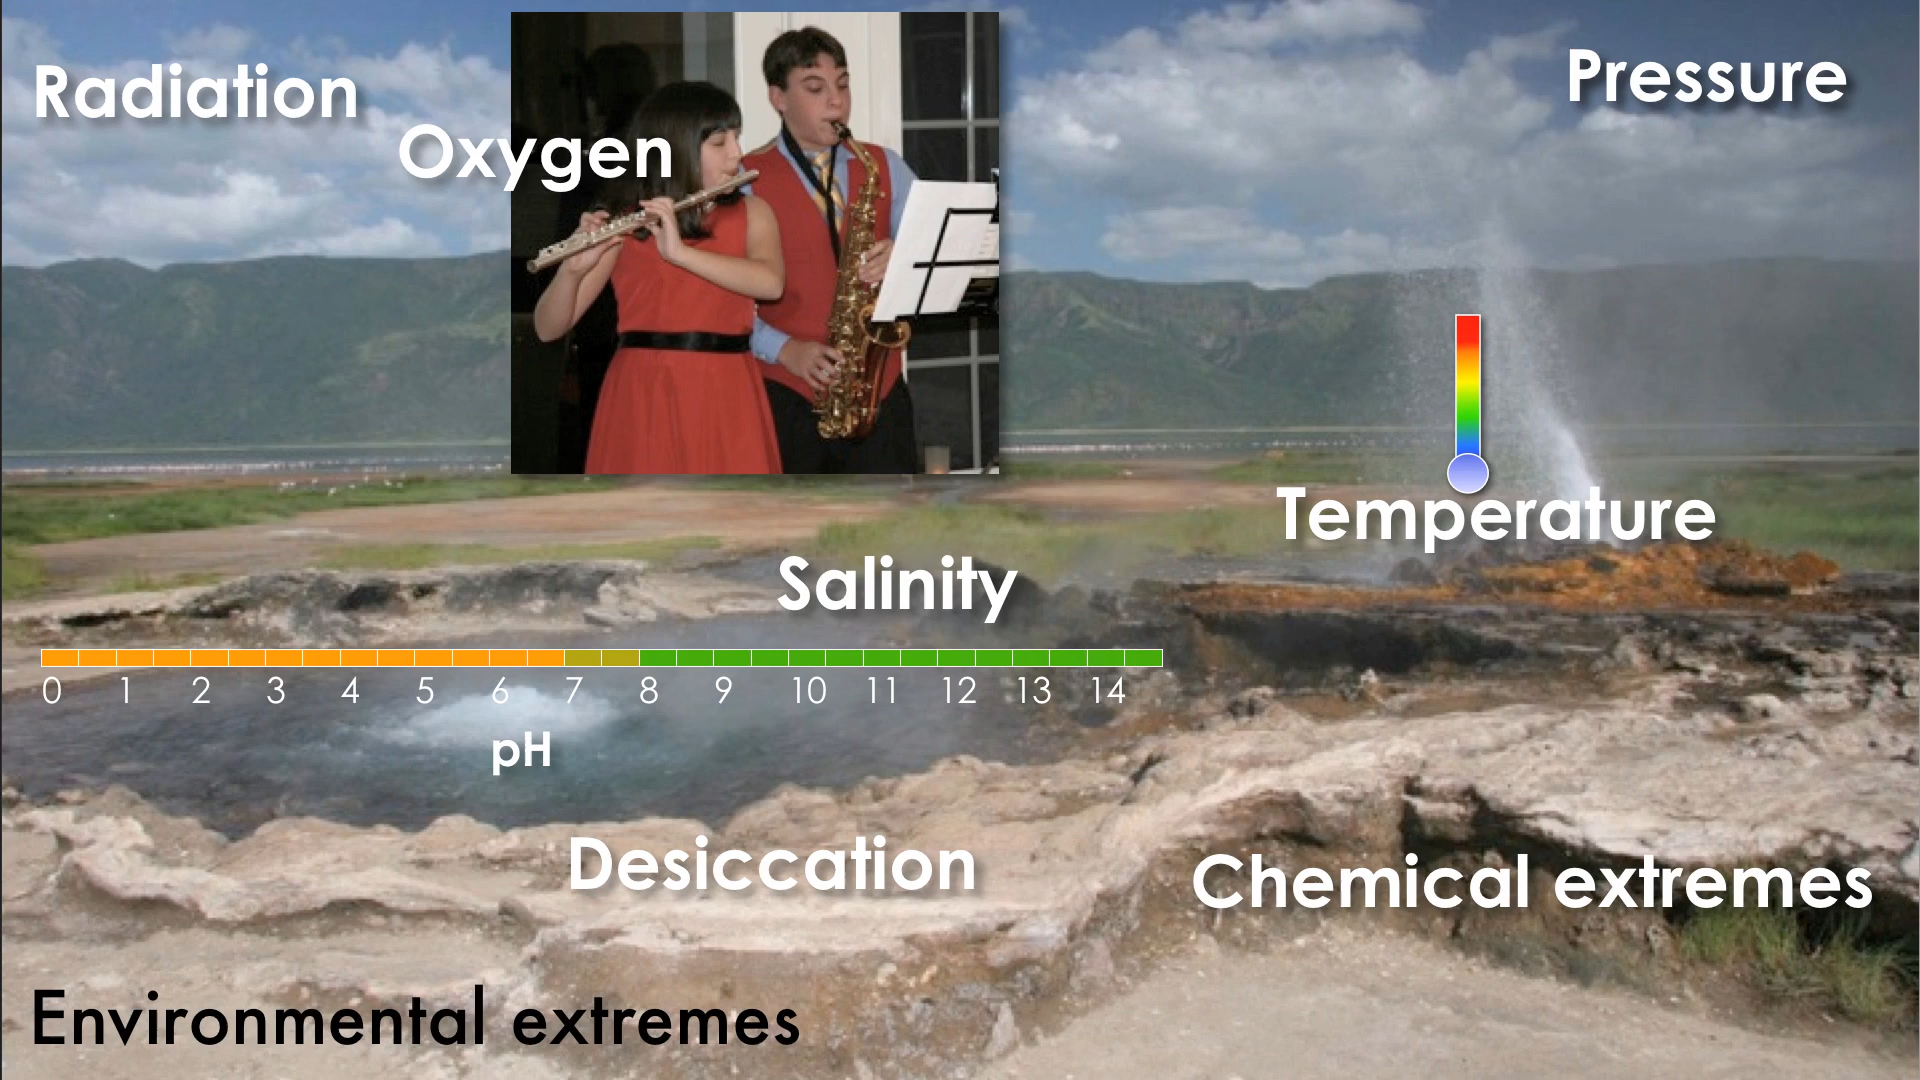 Radiation
Oxygen
Pressure
Temperature
Salinity
0 1 2 3 4 5 6 7 8 9 10 11 12 13 14
pH
Desiccation
Chemical extremes
Environmental extremes